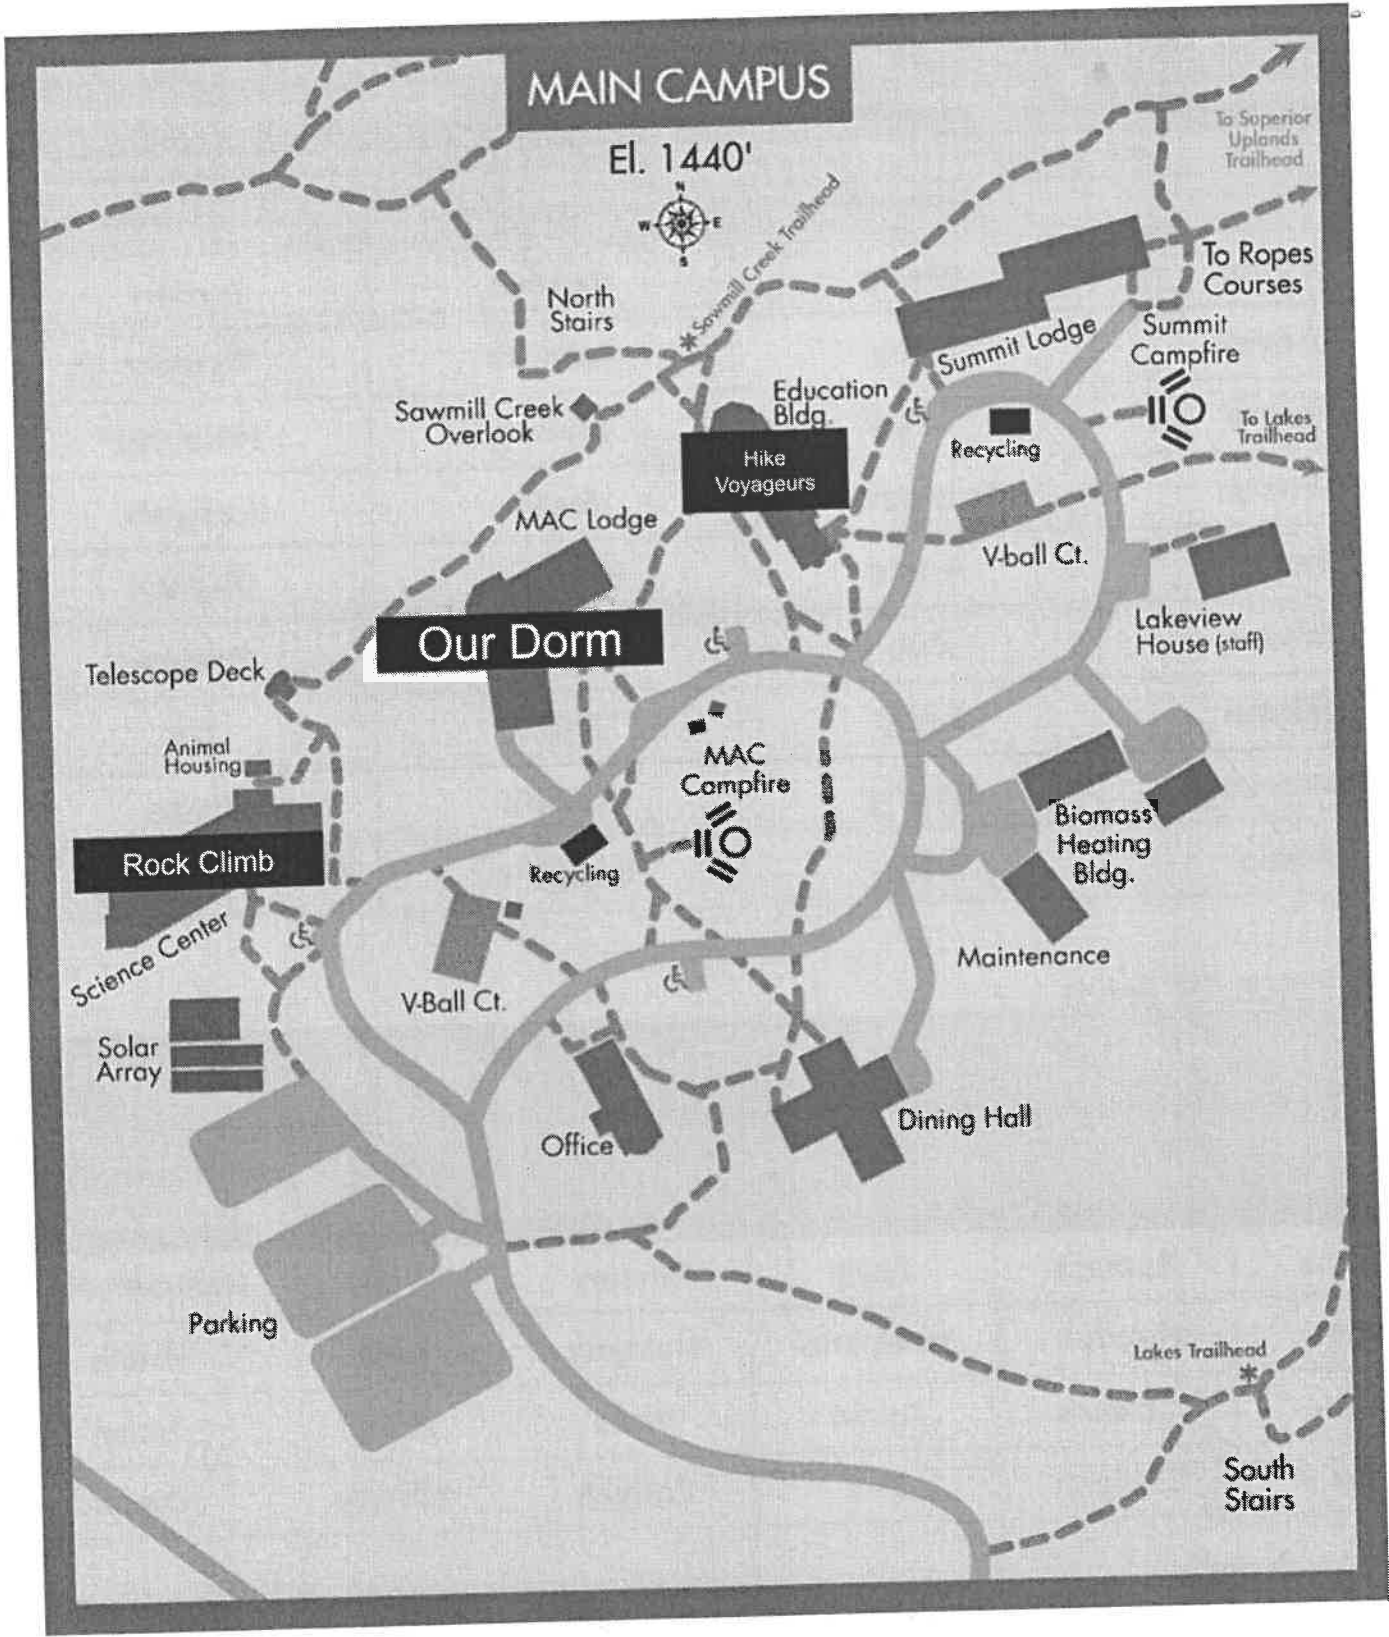 MAIN CAMPUS
El. 1440'
N
W
E
S
Sawmill Creek Trailhead
To Superior
Uplands
Trailhead
To Ropes
Courses
North
Stairs
Summit Lodge
Summit
Campfire
Sawmill Creek
Overlook
Education
Bldg.
To Lakes
Trailhead
Recycling
Hike
Voyageurs
MAC Lodge
V-ball Ct.
Our Dorm
Lakeview
House (staff)
Telescope Deck
Animal
Housing
MAC
Campfire
Biomass
Heating
Bldg.
Rock Climb
Recycling
Science Center
Maintenance
V-Ball Ct.
Solar
Array
Office
Dining Hall
Parking
Lakes Trailhead
South
Stairs